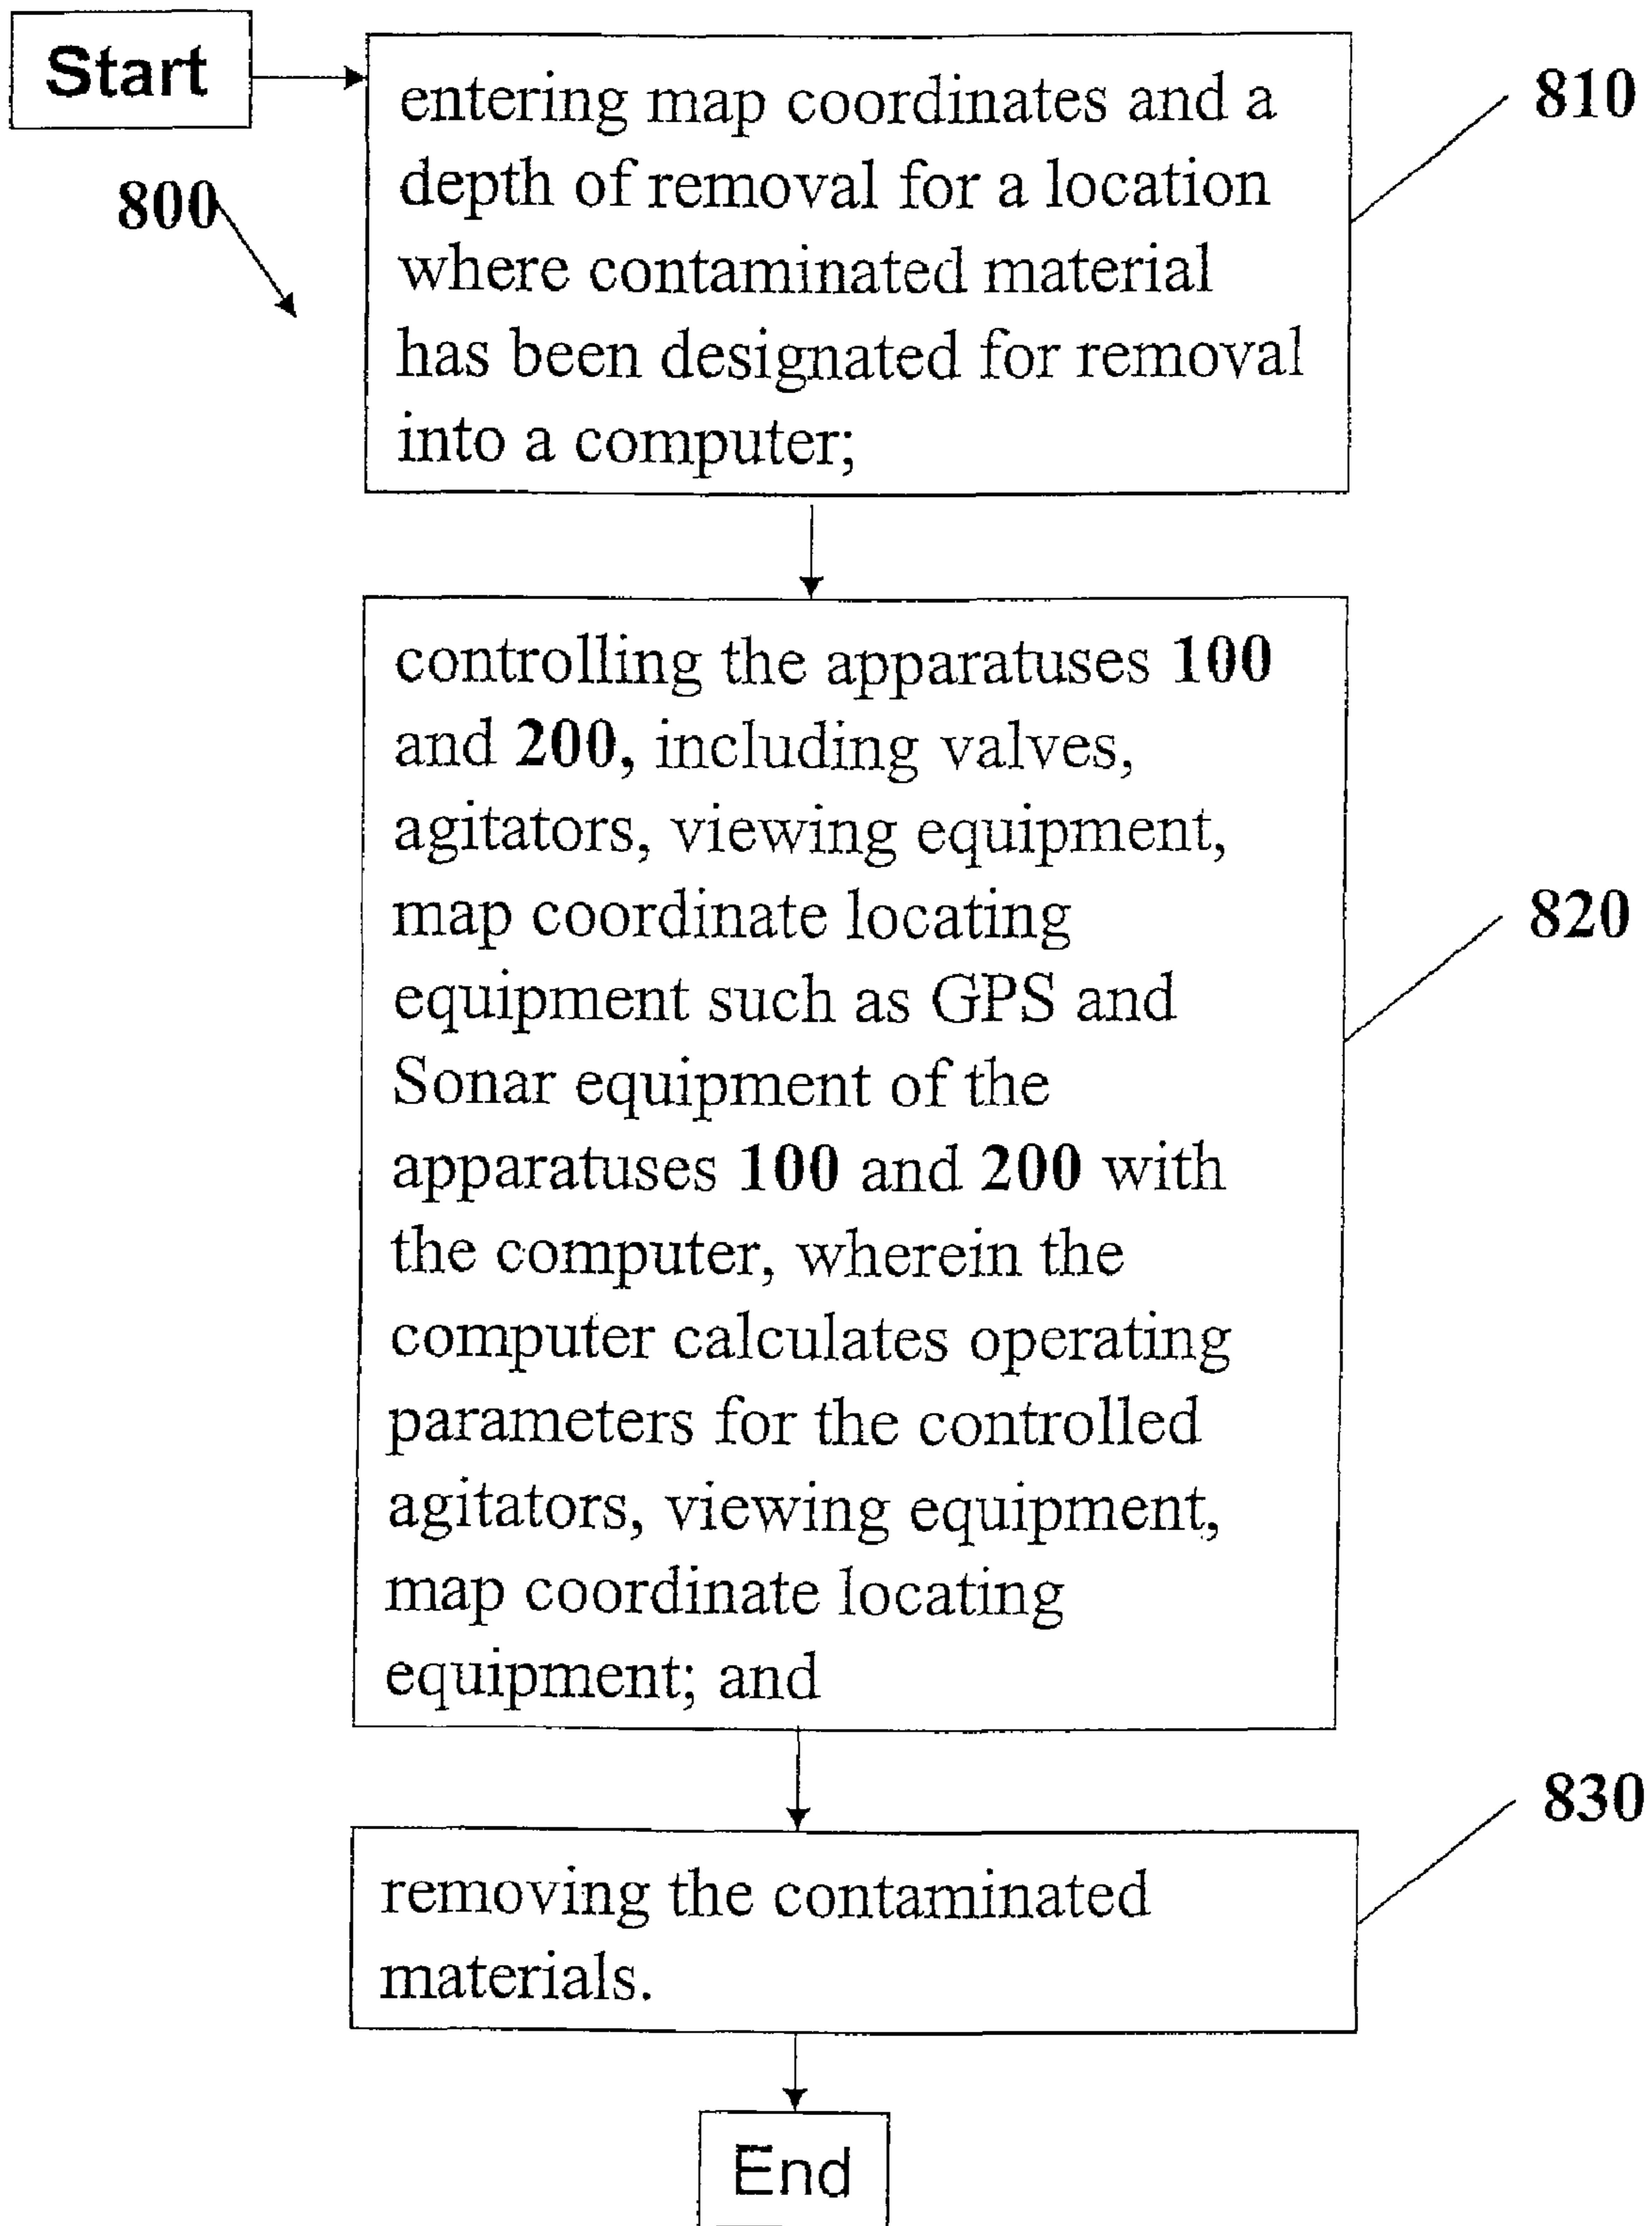 Start
800
entering map coordinates and a
depth of removal for a location
where contaminated material
has been designated for removal
into a computer;
810
controlling the apparatuses 100
and 200, including valves,
agitators, viewing equipment,
map coordinate locating
equipment such as GPS and
Sonar equipment of the
apparatuses 100 and 200 with
the computer, wherein the
computer calculates operating
parameters for the controlled
agitators, viewing equipment,
map coordinate locating
equipment; and
820
removing the contaminated
materials.
830
End